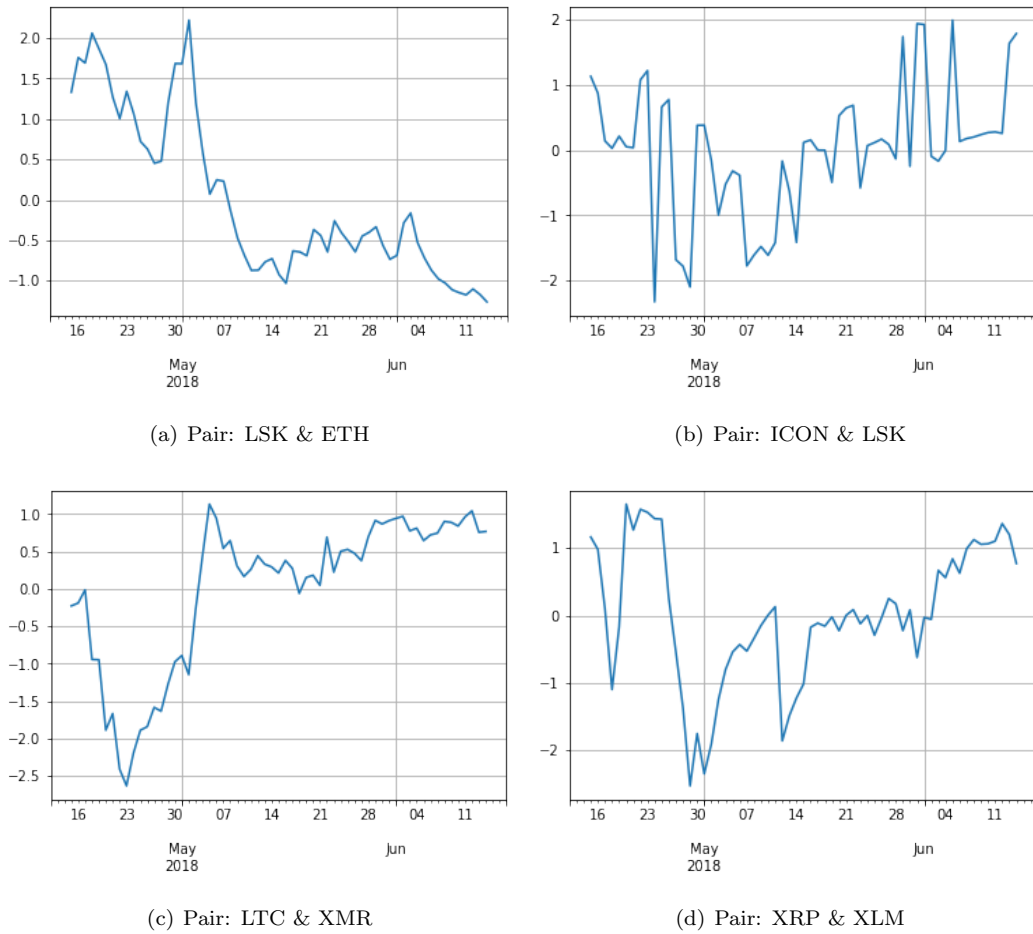 2.0
1.5
1.0
0.5
0.0
−0.5
−1.0
16 23 30 07 14 21 28 04 11
May Jun
2018
(a) Pair: LSK & ETH
2
1
0
−1
−2
16 23 30 07 14 21 28 04 11
May Jun
2018
(b) Pair: ICON & LSK
1.0
0.5
0.0
−0.5
−1.0
−1.5
−2.0
−2.5
16 23 30 07 14 21 28 04 11
May Jun
2018
(c) Pair: LTC & XMR
1
0
−1
−2
16 23 30 07 14 21 28 04 11
May Jun
2018
(d) Pair: XRP & XLM